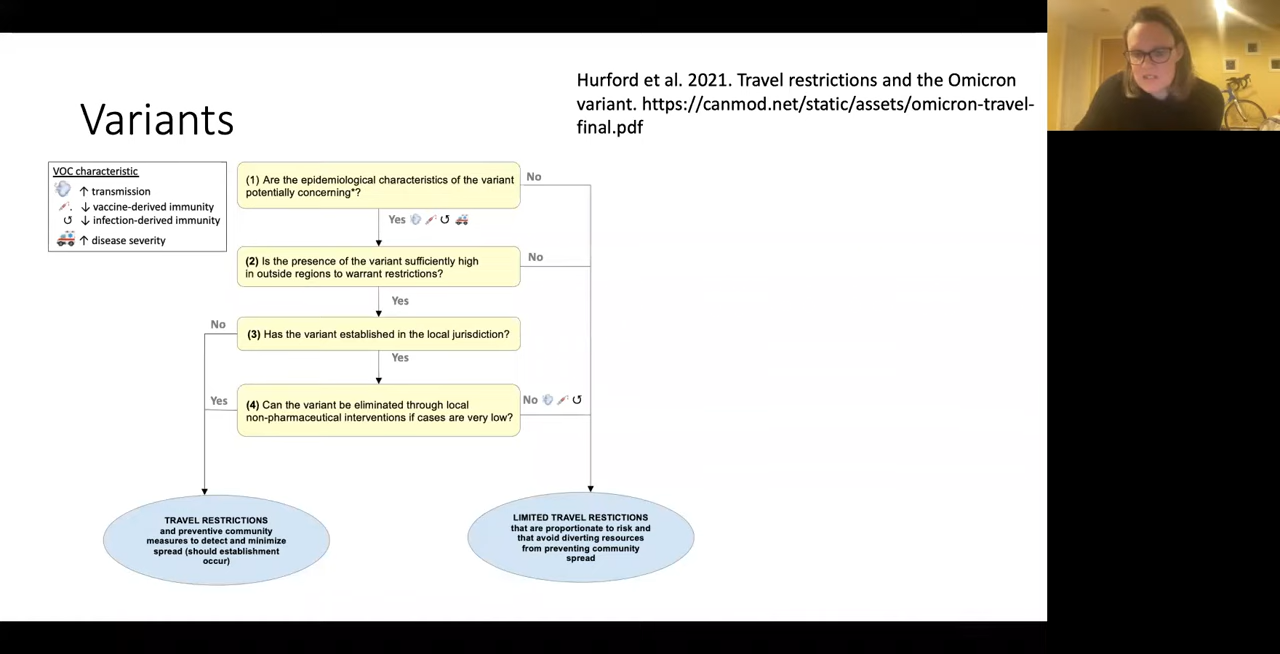 Hurford et al. 2021. Travel restrictions and the Omicron
variant. https://canmod.net/static/assets/omicron-travel-
final.pdf
Variants
VOC characteristic
↑ transmission
↓ vaccine-derived immunity
↓ infection-derived immunity
↑ disease severity
(1) Are the epidemiological characteristics of the variant
potentially concerning*?
No
Yes
(2) Is the presence of the variant sufficiently high
in outside regions to warrant restrictions?
No
Yes
No
(3) Has the variant established in the local jurisdiction?
Yes
Yes
(4) Can the variant be eliminated through local
non-pharmaceutical interventions if cases are very low?
No
TRAVEL RESTRICTIONS
and preventive community
measures to detect and minimize
spread (should establishment
occur)
LIMITED TRAVEL RESTICTIONS
that are proportionate to risk and
that avoid diverting resources
from preventing community
spread